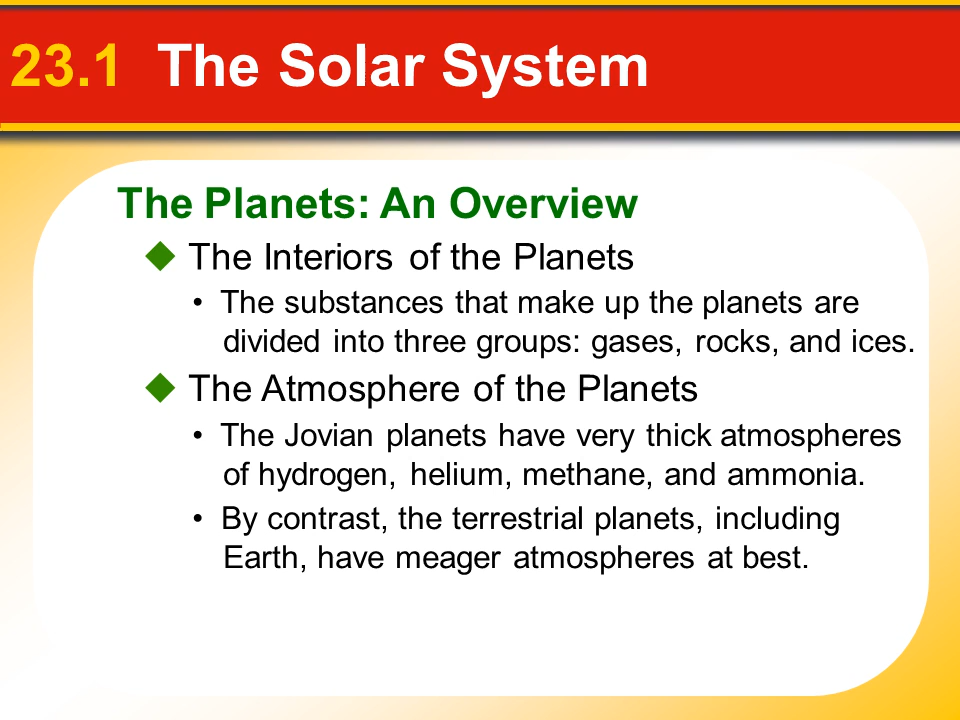 23.1 The Solar System
The Planets: An Overview
◆ The Interiors of the Planets
• The substances that make up the planets are
divided into three groups: gases, rocks, and ices.
◆ The Atmosphere of the Planets
• The Jovian planets have very thick atmospheres
of hydrogen, helium, methane, and ammonia.
• By contrast, the terrestrial planets, including
Earth, have meager atmospheres at best.